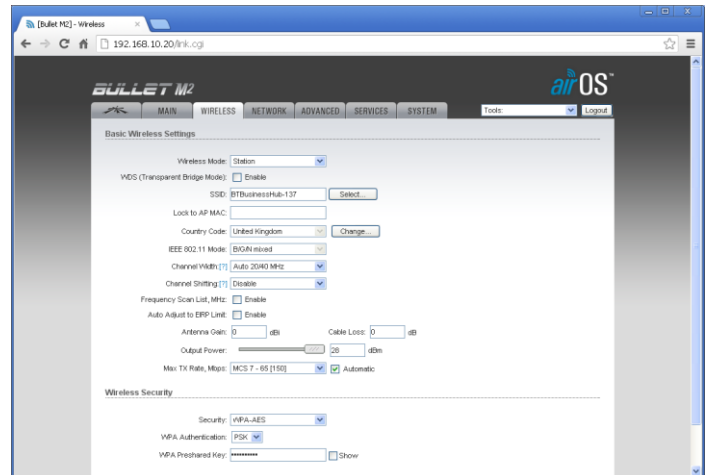 [Bullet M2] - Wireless
192.168.10.20/link.cgi
BULLET M2
airOS™
MAIN WIRELESS NETWORK ADVANCED SERVICES SYSTEM Tools: Logout
Basic Wireless Settings
Wireless Mode: Station
WDS (Transparent Bridge Mode): Enable
SSID: BTBusinessHub-137 Select...
Lock to AP MAC:
Country Code: United Kingdom Change...
IEEE 802.11 Mode: B/G/N mixed
Channel Width:[?] Auto 20/40 MHz
Channel Shifting:[?] Disable
Frequency Scan List, MHz: Enable
Auto Adjust to EIRP Limit: Enable
Antenna Gain: 0 dBi Cable Loss: 0 dB
Output Power: 28 dBm
Max TX Rate, Mbps: MCS 7 - 65 [150] Automatic
Wireless Security
Security: WPA-AES
WPA Authentication: PSK
WPA Preshared Key: •••••••••• Show